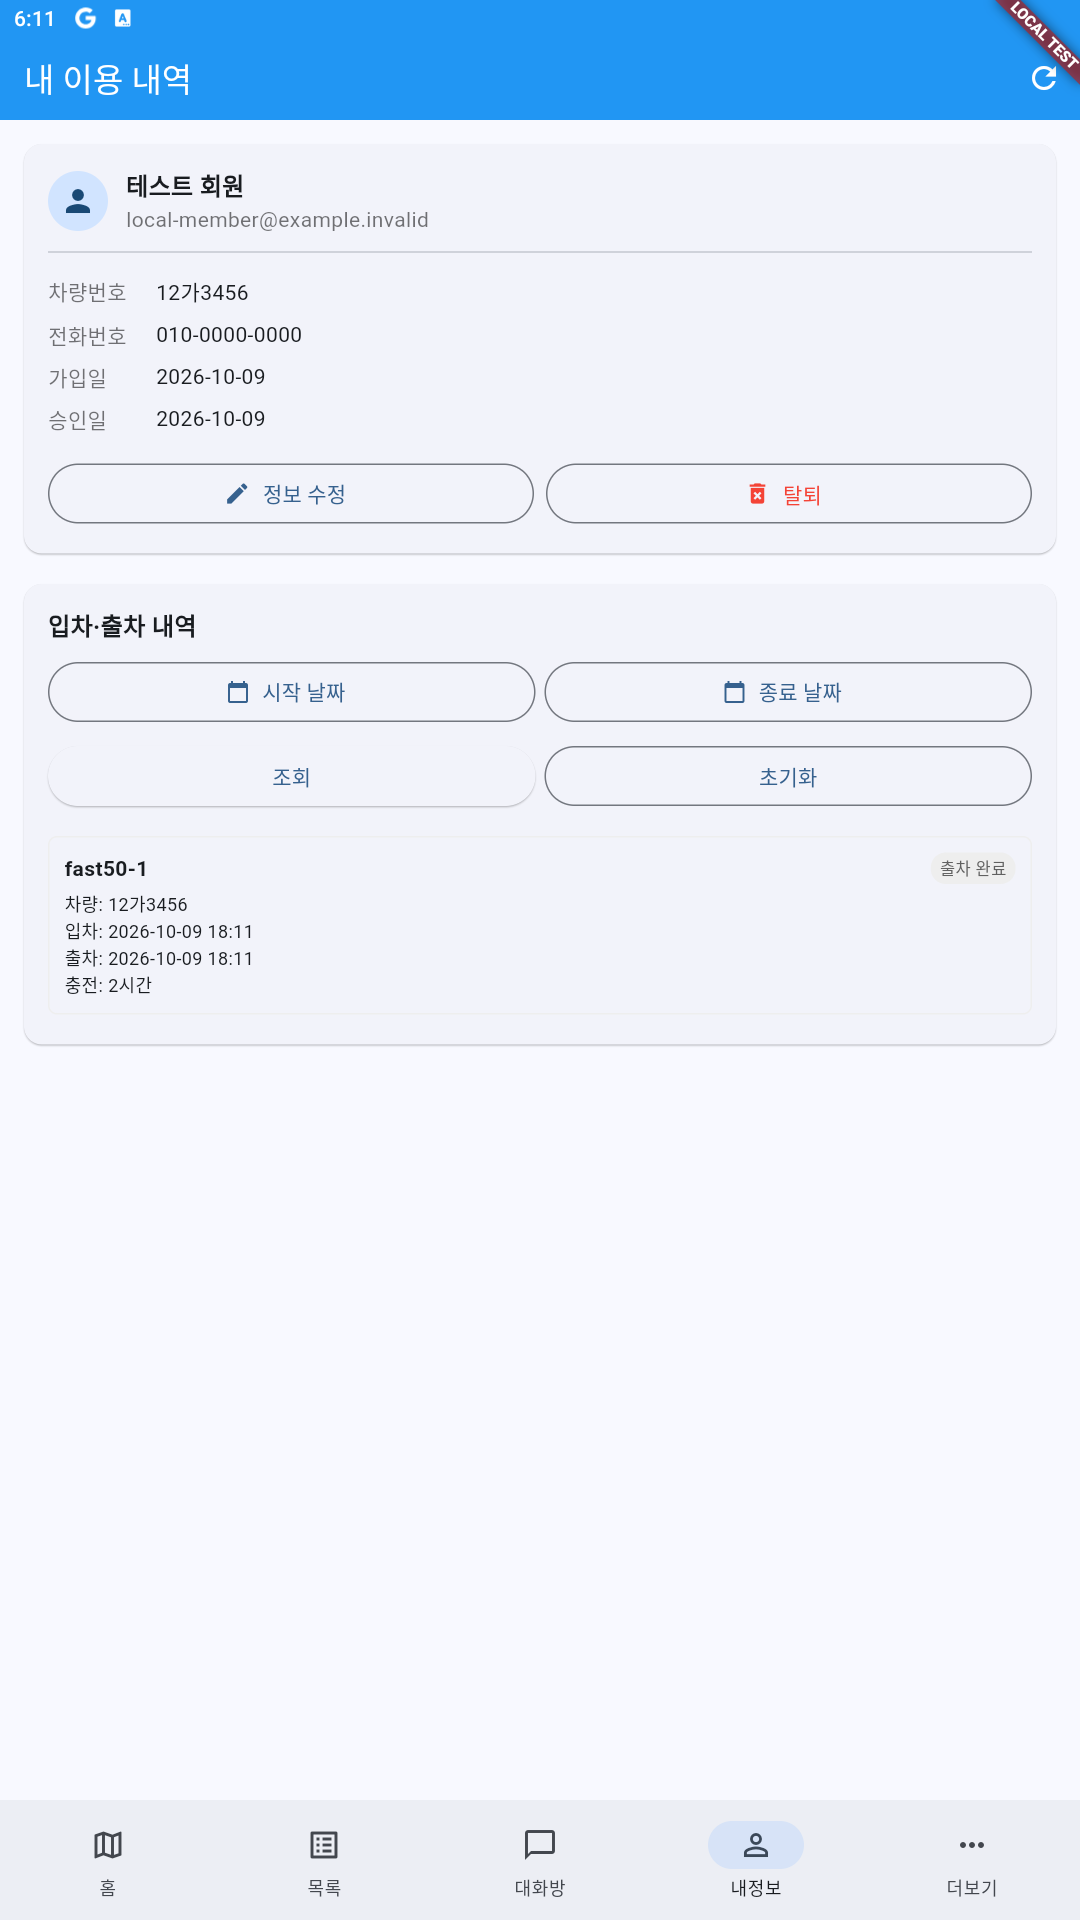 6:11
LOCAL TEST
내 이용 내역
테스트 회원
local-member@example.invalid
차량번호 12가3456
전화번호 010-0000-0000
가입일 2026-10-09
승인일 2026-10-09
정보 수정 탈퇴
입차·출차 내역
시작 날짜 종료 날짜
조회 초기화
fast50-1 출차 완료
차량: 12가3456
입차: 2026-10-09 18:11
출차: 2026-10-09 18:11
충전: 2시간
홈 목록 대화방 내정보 더보기